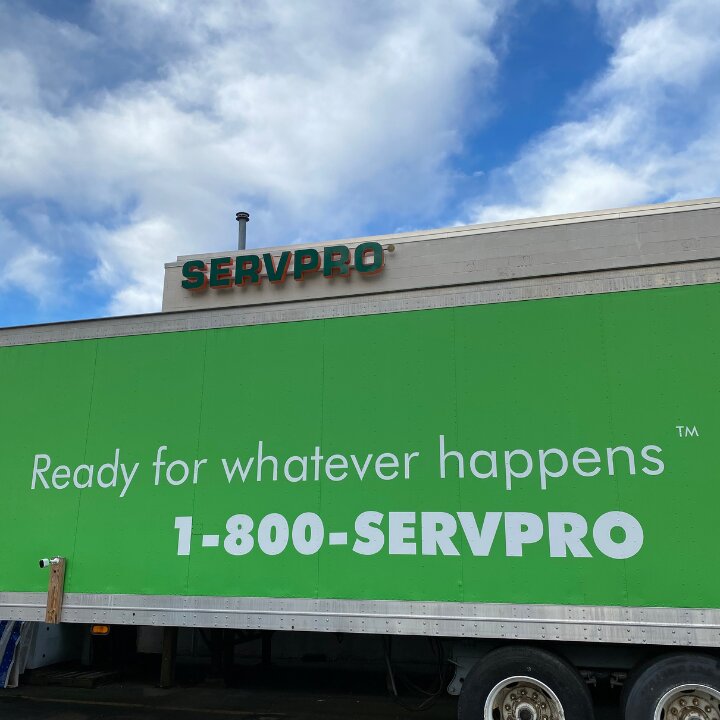 SERVPRO
Ready for whatever happens™
1-800-SERVPRO